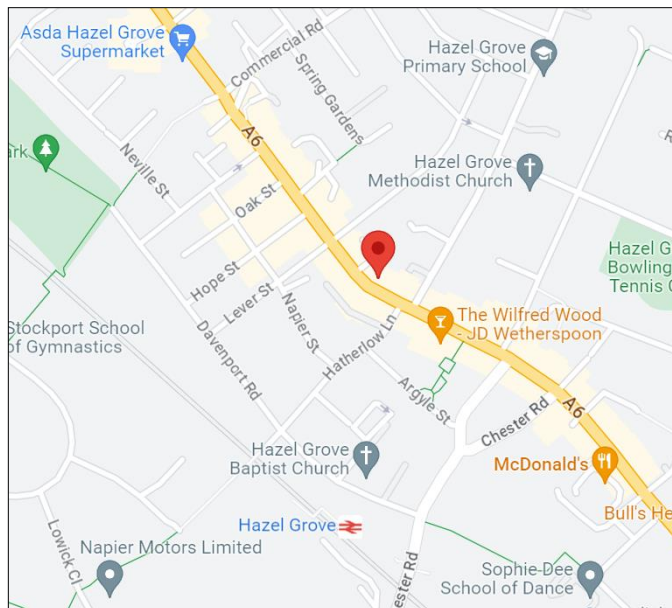 Asda Hazel Grove
Supermarket
Commercial Rd
Hazel Grove
Primary School
Spring Gardens
A6
ark
Neville St
Hazel Grove
Methodist Church
Oak St
Hope St
Lever St
Hazel G
Bowling
Tennis C
Stockport School
of Gymnastics
Napier St
Davenport Rd
Hatherlow Ln
The Wilfred Wood
- JD Wetherspoon
Argyle St
Chester Rd
A6
Hazel Grove
Baptist Church
McDonald's
Bull's He
Hazel Grove
Lowick Cl
Napier Motors Limited
hester Rd
Sophie-Dee
School of Dance